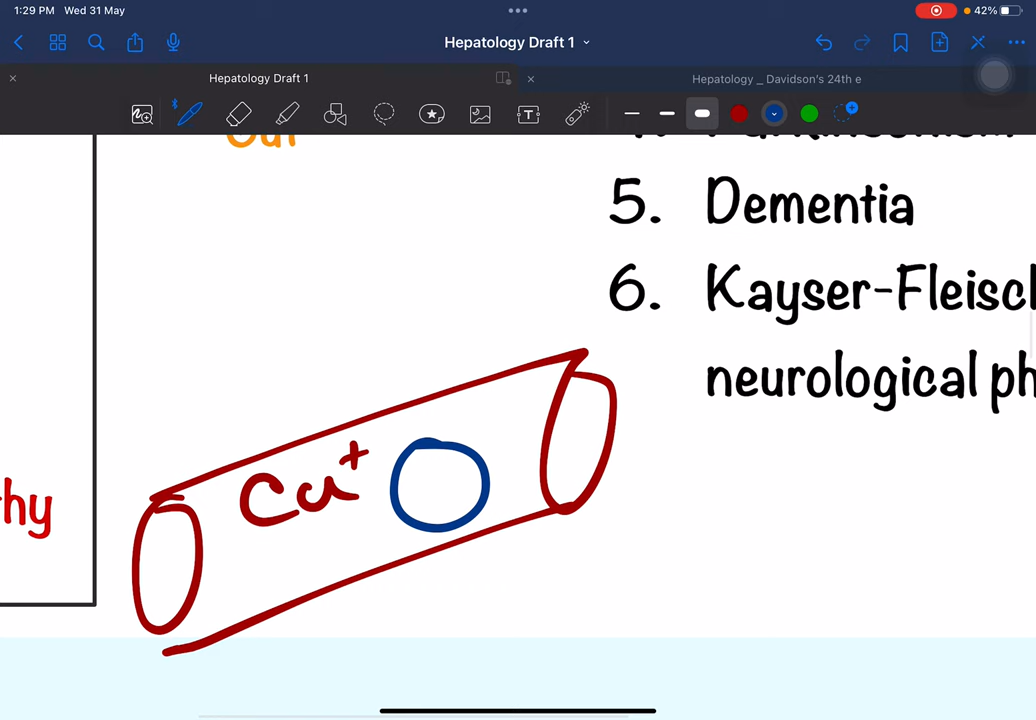 1:29 PM Wed 31 May
42%
Hepatology Draft 1
Hepatology Draft 1
Hepatology _ Davidson's 24th e
T
5. Dementia
6. Kayser-Fleisch
neurological ph
Cu+
hy